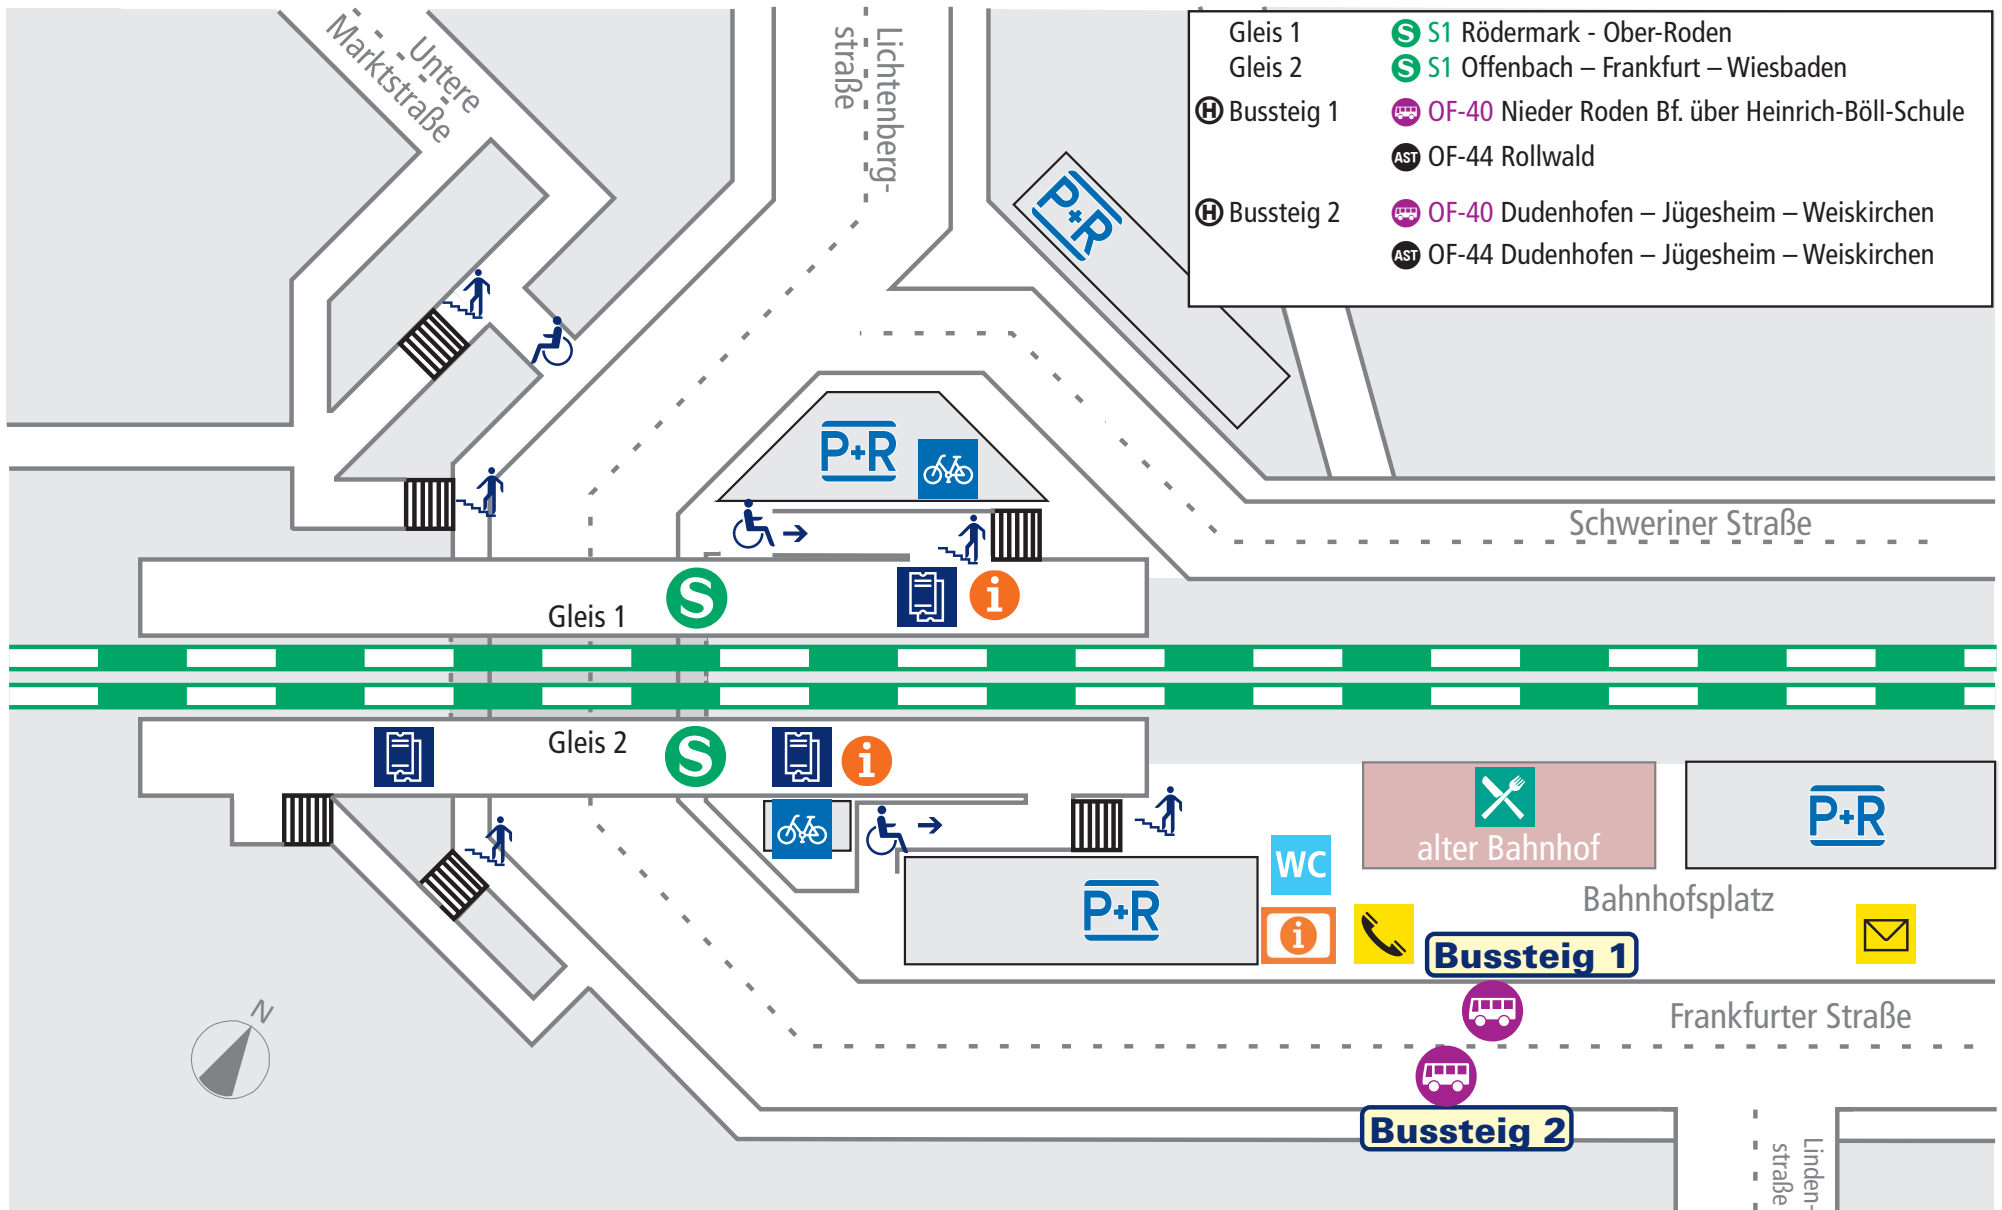 Gleis 1 S S1 Rödermark - Ober-Roden
Gleis 2 S S1 Offenbach – Frankfurt – Wiesbaden
H Bussteig 1 OF-40 Nieder Roden Bf. über Heinrich-Böll-Schule
AST OF-44 Rollwald
H Bussteig 2 OF-40 Dudenhofen – Jügesheim – Weiskirchen
AST OF-44 Dudenhofen – Jügesheim – Weiskirchen
Untere
Marktstraße
Lichtenberg-
straße
P+R
P+R
Schweriner Straße
Gleis 1
S
i
Gleis 2
S
i
alter Bahnhof
P+R
WC
P+R
Bahnhofsplatz
i
Bussteig 1
Frankfurter Straße
N
Bussteig 2
Linden-
straße